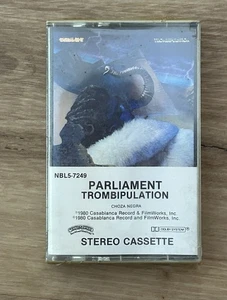 NBL5-7249
PARLIAMENT
TROMBIPULATION
CHOZA NEGRA
℗1980 Casablanca Record & FilmWorks, Inc.
©1980 Casablanca Record and FilmWorks, Inc.
STEREO CASSETTE